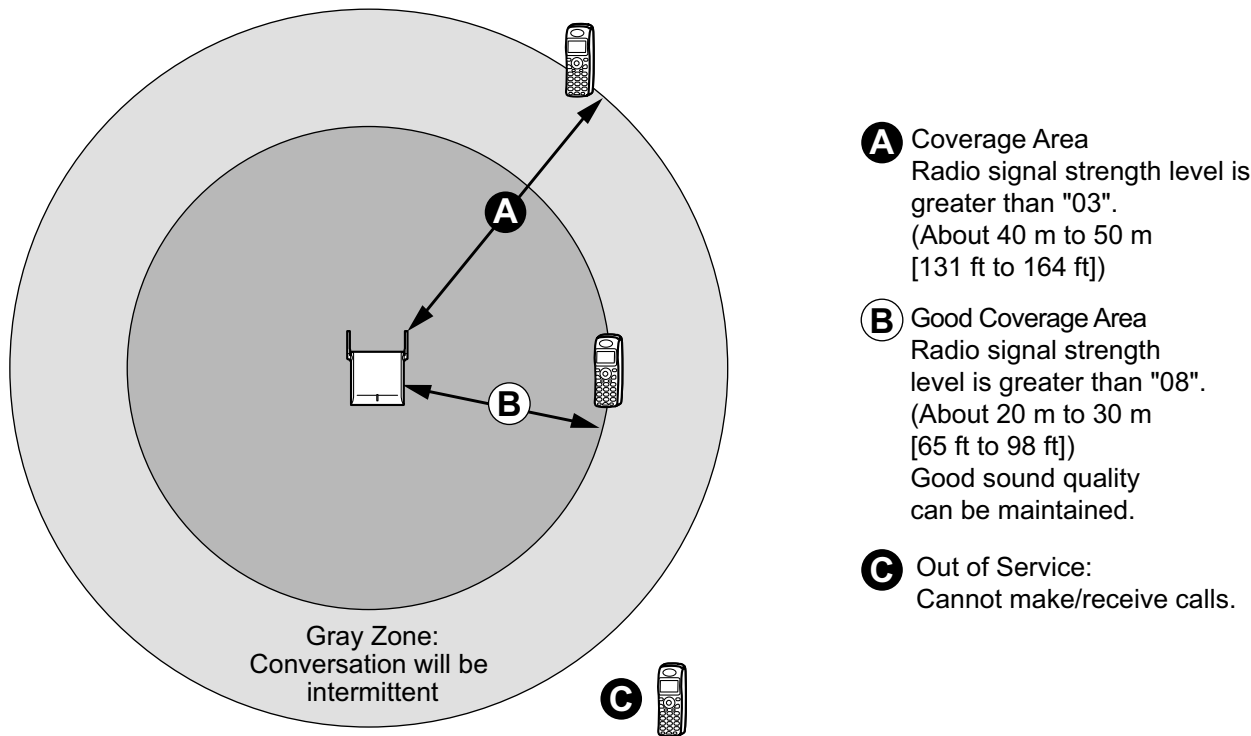 A
B
Gray Zone:
Conversation will be
intermittent
C
A Coverage Area
Radio signal strength level is
greater than "03".
(About 40 m to 50 m
[131 ft to 164 ft])
B Good Coverage Area
Radio signal strength
level is greater than "08".
(About 20 m to 30 m
[65 ft to 98 ft])
Good sound quality
can be maintained.
C Out of Service:
Cannot make/receive calls.